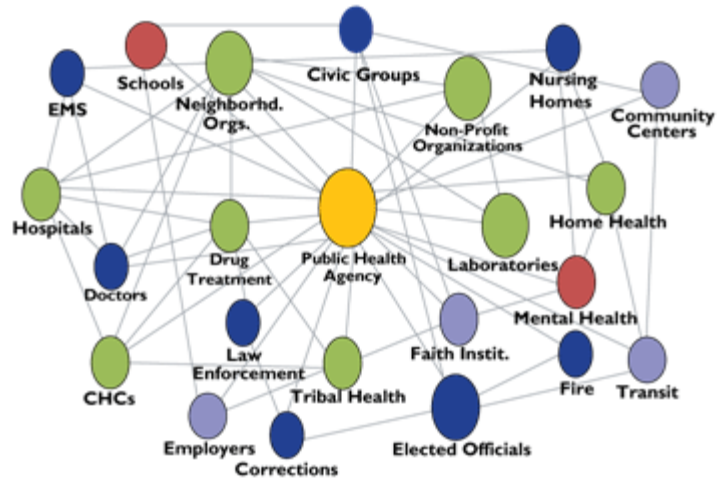 Schools
Civic Groups
EMS
Neighborhd.
Orgs.
Nursing
Homes
Community
Centers
Non-Profit
Organizations
Hospitals
Home Health
Drug
Treatment
Public Health
Agency
Laboratories
Doctors
Mental Health
Law
Enforcement
Faith Instit.
CHCs
Tribal Health
Fire
Transit
Employers
Corrections
Elected Officials